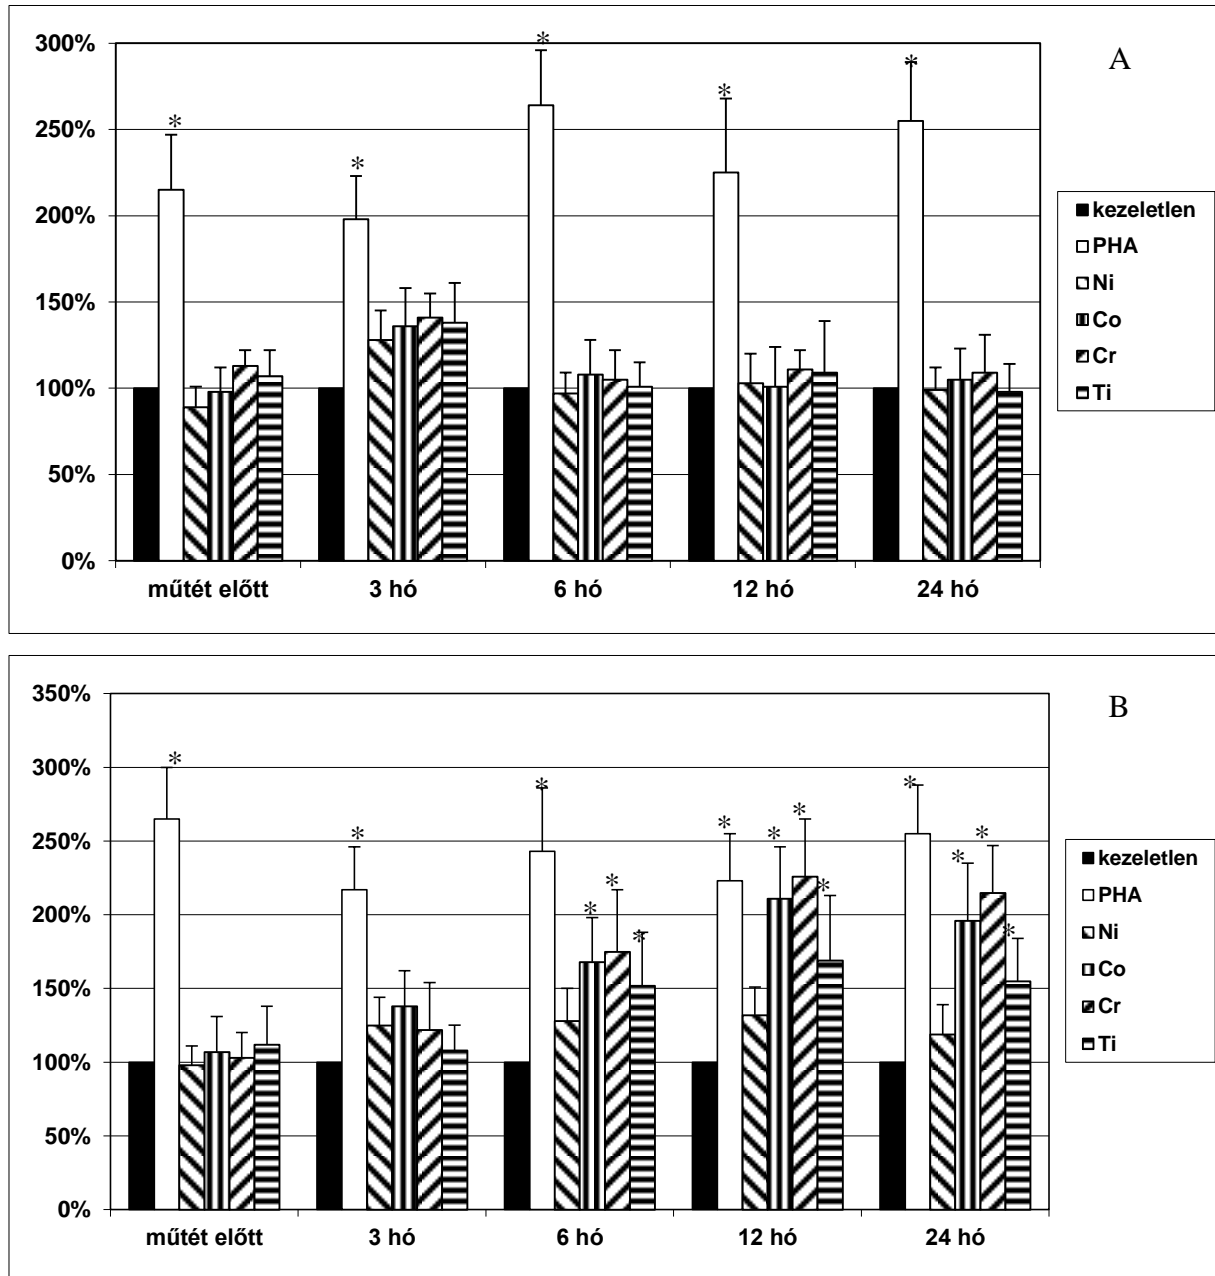 A
300%
250%
200%
150%
100%
50%
0%
* * * * *
műtét előtt 3 hó 6 hó 12 hó 24 hó
kezeletlen
PHA
Ni
Co
Cr
Ti
B
350%
300%
250%
200%
150%
100%
50%
0%
* * * * * * * * * * * * * *
műtét előtt 3 hó 6 hó 12 hó 24 hó
kezeletlen
PHA
Ni
Co
Cr
Ti